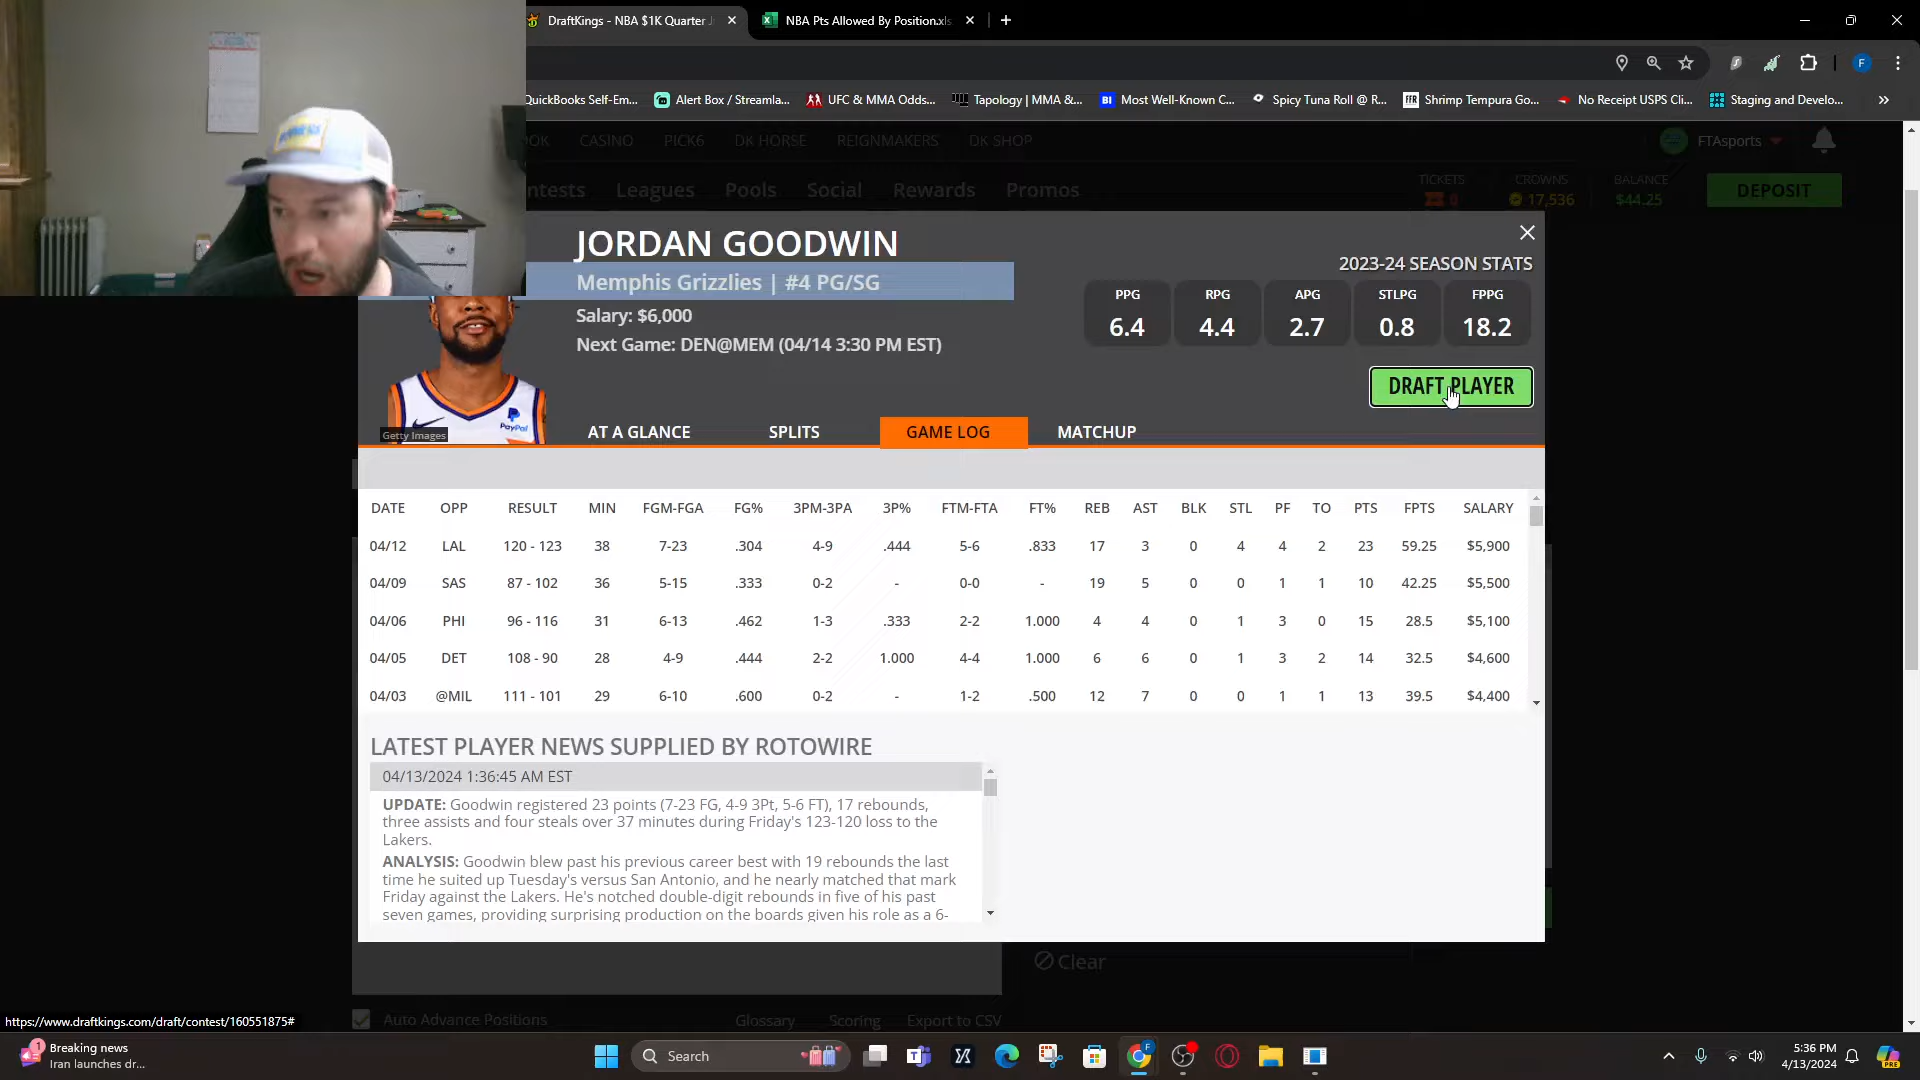 DraftKings - NBA $1K Quarter J
NBA Pts Allowed By Position.xls
QuickBooks Self-Em...
Alert Box / Streamla...
UFC & MMA Odds...
Tapology | MMA &...
BI Most Well-Known C...
Spicy Tuna Roll @ R...
FFR Shrimp Tempura Go...
No Receipt USPS Cli...
Staging and Develo...
F
OK CASINO PICK6 DK HORSE REIGNMAKERS DK SHOP
FTAsports
ntests Leagues Pools Social Rewards Promos
TICKETS 0
CROWNS 17,536
BALANCE $44.25
DEPOSIT
JORDAN GOODWIN
Memphis Grizzlies | #4 PG/SG
Salary: $6,000
Next Game: DEN@MEM (04/14 3:30 PM EST)
2023-24 SEASON STATS
PPG RPG APG STLPG FPPG
6.4 4.4 2.7 0.8 18.2
DRAFT PLAYER
PayPal
Getty Images
AT A GLANCE SPLITS GAME LOG MATCHUP
DATE OPP RESULT MIN FGM-FGA FG% 3PM-3PA 3P% FTM-FTA FT% REB AST BLK STL PF TO PTS FPTS SALARY
04/12 LAL 120 - 123 38 7-23 .304 4-9 .444 5-6 .833 17 3 0 4 4 2 23 59.25 $5,900
04/09 SAS 87 - 102 36 5-15 .333 0-2 - 0-0 - 19 5 0 0 1 1 10 42.25 $5,500
04/06 PHI 96 - 116 31 6-13 .462 1-3 .333 2-2 1.000 4 4 0 1 3 0 15 28.5 $5,100
04/05 DET 108 - 90 28 4-9 .444 2-2 1.000 4-4 1.000 6 6 0 1 3 2 14 32.5 $4,600
04/03 @MIL 111 - 101 29 6-10 .600 0-2 - 1-2 .500 12 7 0 0 1 1 13 39.5 $4,400
LATEST PLAYER NEWS SUPPLIED BY ROTOWIRE
04/13/2024 1:36:45 AM EST
UPDATE: Goodwin registered 23 points (7-23 FG, 4-9 3Pt, 5-6 FT), 17 rebounds,
three assists and four steals over 37 minutes during Friday's 123-120 loss to the
Lakers.
ANALYSIS: Goodwin blew past his previous career best with 19 rebounds the last
time he suited up Tuesday's versus San Antonio, and he nearly matched that mark
Friday against the Lakers. He's notched double-digit rebounds in five of his past
seven games, providing surprising production on the boards given his role as a 6-
Clear
https://www.draftkings.com/draft/contest/160551875#
Auto Advance Positions
Glossary Scoring Export to CSV
1
Breaking news
Iran launches dr...
Search
F
5:36 PM
4/13/2024
PRE